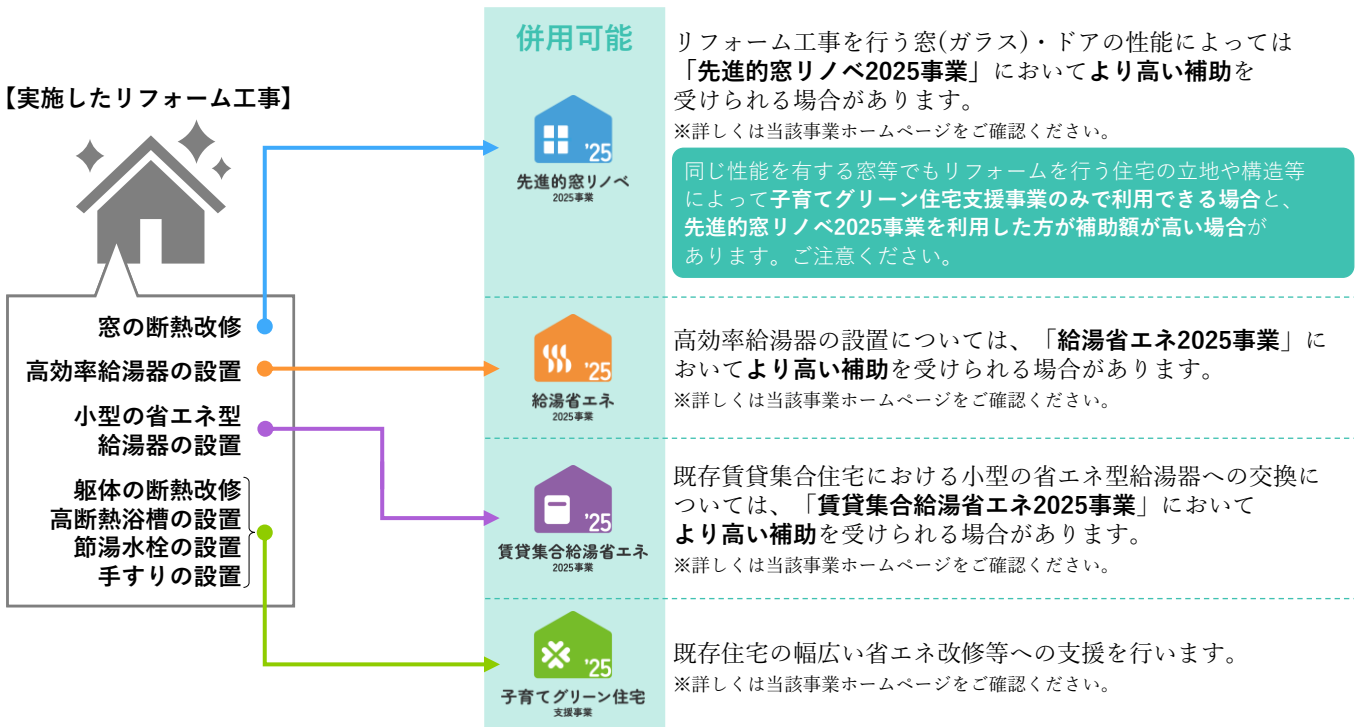 【実施したリフォーム工事】
窓の断熱改修
高効率給湯器の設置
小型の省エネ型
給湯器の設置
躯体の断熱改修
高断熱浴槽の設置
節湯水栓の設置
手すりの設置
併用可能
'25
先進的窓リノベ
2025事業
リフォーム工事を行う窓(ガラス)・ドアの性能によっては
「先進的窓リノベ2025事業」においてより高い補助を
受けられる場合があります。
※詳しくは当該事業ホームページをご確認ください。
同じ性能を有する窓等でもリフォームを行う住宅の立地や構造等
によって子育てグリーン住宅支援事業のみで利用できる場合と、
先進的窓リノベ2025事業を利用した方が補助額が高い場合が
あります。ご注意ください。
'25
給湯省エネ
2025事業
高効率給湯器の設置については、「給湯省エネ2025事業」に
おいてより高い補助を受けられる場合があります。
※詳しくは当該事業ホームページをご確認ください。
'25
賃貸集合給湯省エネ
2025事業
既存賃貸集合住宅における小型の省エネ型給湯器への交換に
ついては、「賃貸集合給湯省エネ2025事業」において
より高い補助を受けられる場合があります。
※詳しくは当該事業ホームページをご確認ください。
'25
子育てグリーン住宅
支援事業
既存住宅の幅広い省エネ改修等への支援を行います。
※詳しくは当該事業ホームページをご確認ください。